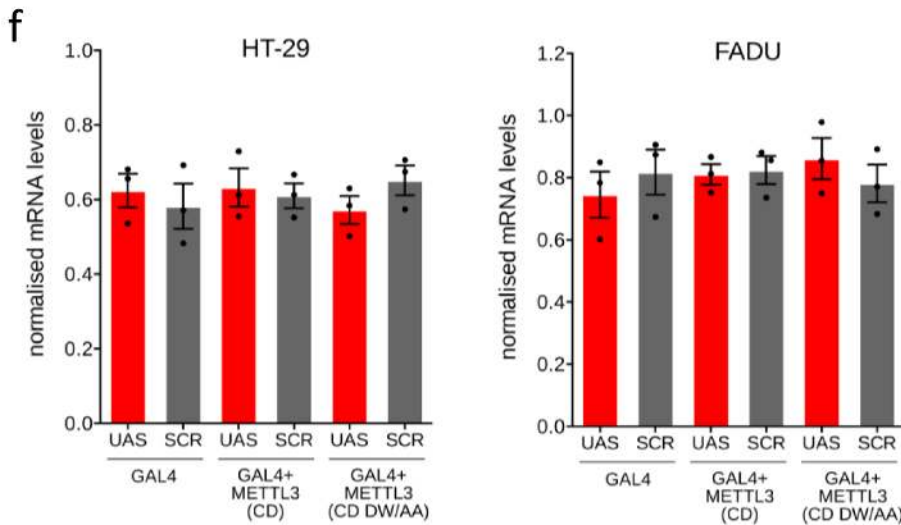 f
HT-29
normalised mRNA levels
1.0
0.8
0.6
0.4
0.2
0.0
UAS SCR UAS SCR UAS SCR
GAL4
GAL4+
METTL3
(CD)
GAL4+
METTL3
(CD DW/AA)
FADU
normalised mRNA levels
1.2
1.0
0.8
0.6
0.4
0.2
0.0
UAS SCR UAS SCR UAS SCR
GAL4
GAL4+
METTL3
(CD)
GAL4+
METTL3
(CD DW/AA)